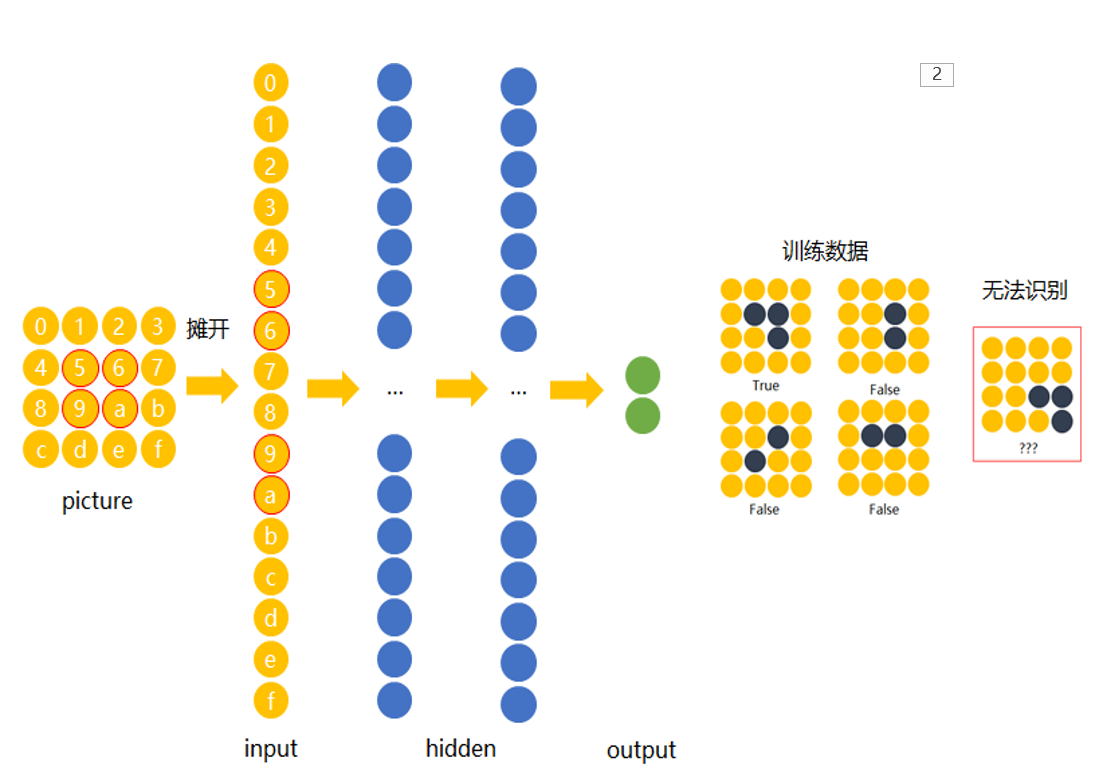 2
0 1 2 3
4 5 6 7
8 9 a b
c d e f
picture
摊开
0
1
2
3
4
5
6
7
8
9
a
b
c
d
e
f
input
...
...
hidden
output
训练数据
True
False
False
False
无法识别
???